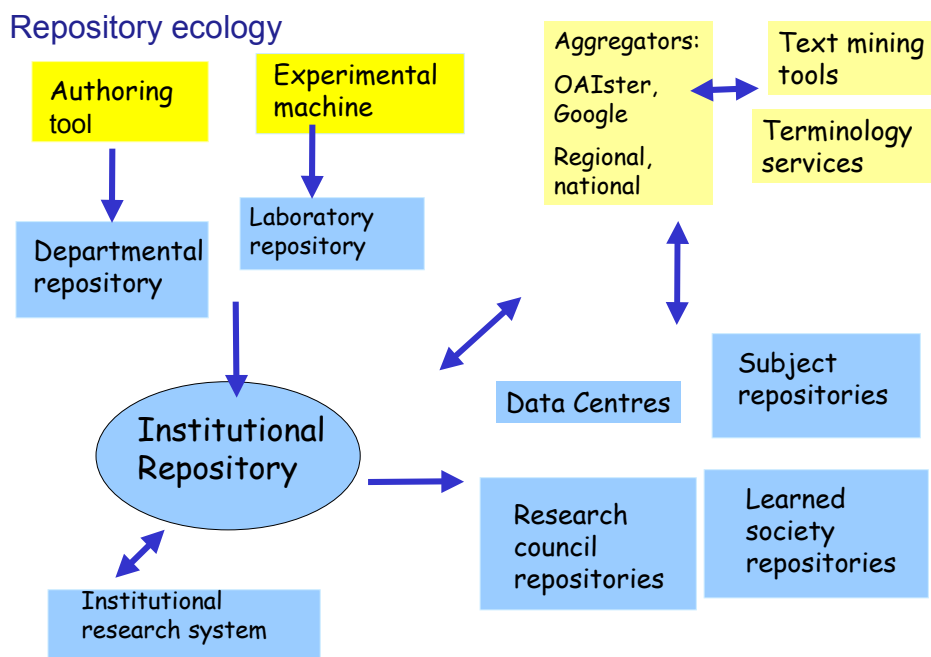 Repository ecology
Authoring
tool
Experimental
machine
Aggregators:
OAIster,
Google
Regional,
national
Text mining
tools
Terminology
services
Departmental
repository
Laboratory
repository
Institutional
Repository
Data Centres
Subject
repositories
Research
council
repositories
Learned
society
repositories
Institutional
research system